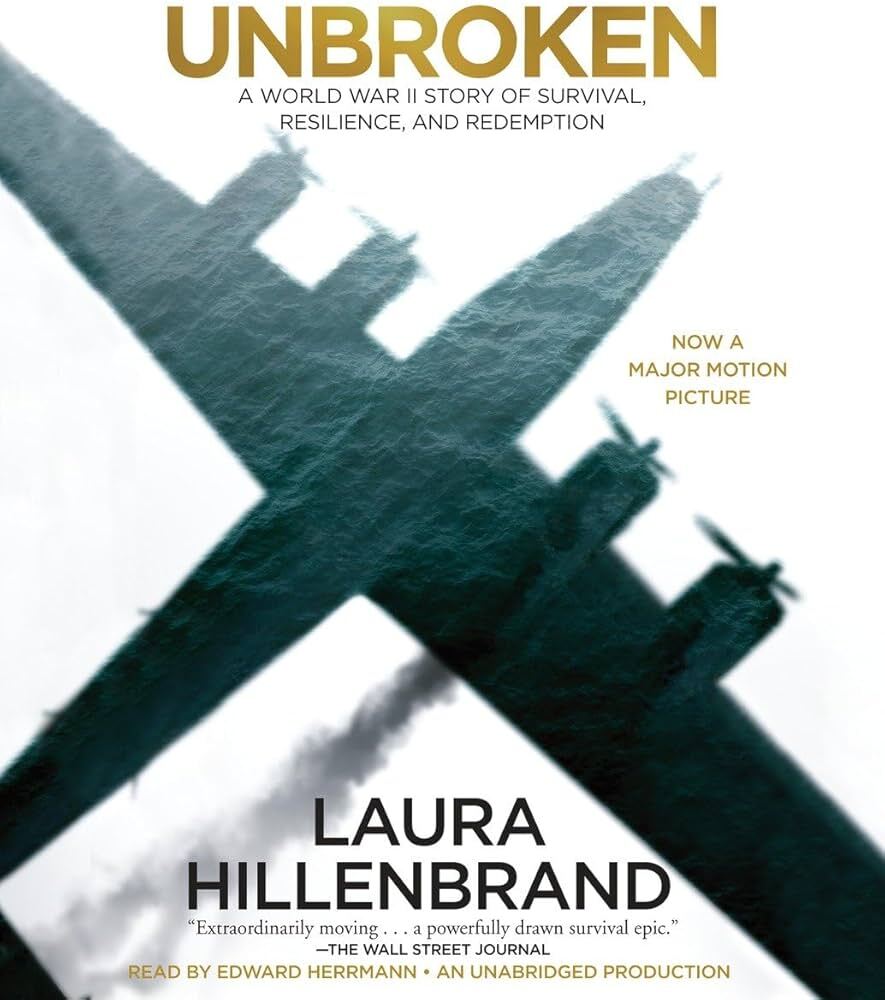 UNBROKEN
A WORLD WAR II STORY OF SURVIVAL,
RESILIENCE, AND REDEMPTION
NOW A
MAJOR MOTION
PICTURE
LAURA
HILLENBRAND
“Extraordinarily moving . . . a powerfully drawn survival epic.”
—THE WALL STREET JOURNAL
READ BY EDWARD HERRMANN • AN UNABRIDGED PRODUCTION